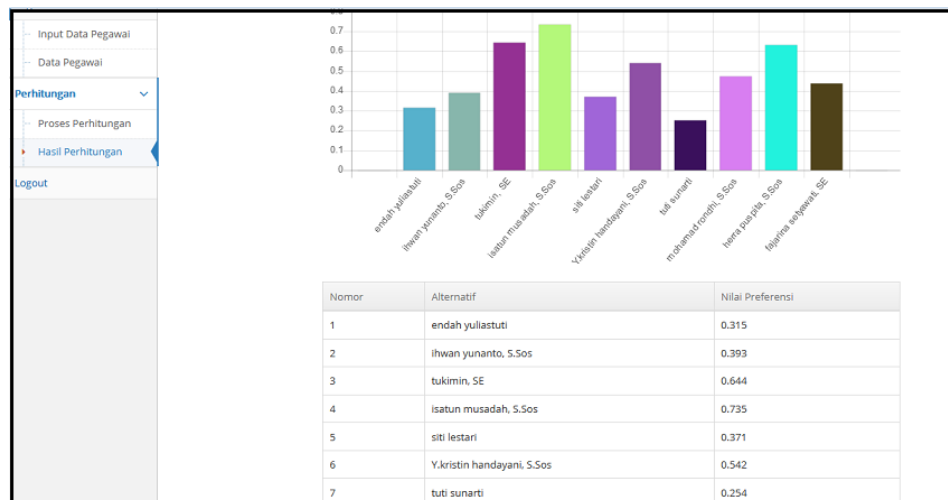 Input Data Pegawai
Data Pegawai
Perhitungan
Proses Perhitungan
Hasil Perhitungan
Logout
0.7
0.6
0.5
0.4
0.3
0.2
0.1
0
endah yuliastuti
ihwan yunanto, S.Sos
tukimin, SE
isatun musadah, S.Sos
siti lestari
Y.kristin handayani, S.Sos
tuti sunarti
mohamad rondhi, S.Sos
herra puspita, S.Sos
fajarina setyawati, SE
Nomor Alternatif Nilai Preferensi
1 endah yuliastuti 0.315
2 ihwan yunanto, S.Sos 0.393
3 tukimin, SE 0.644
4 isatun musadah, S.Sos 0.735
5 siti lestari 0.371
6 Y.kristin handayani, S.Sos 0.542
7 tuti sunarti 0.254